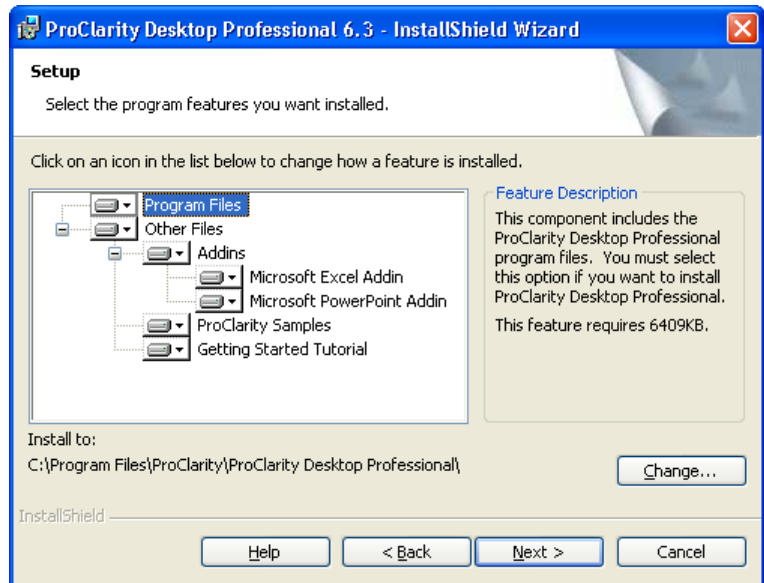 ProClarity Desktop Professional 6.3 - InstallShield Wizard
Setup
Select the program features you want installed.
Click on an icon in the list below to change how a feature is installed.
Program Files
Other Files
Addins
Microsoft Excel Addin
Microsoft PowerPoint Addin
ProClarity Samples
Getting Started Tutorial
Feature Description
This component includes the
ProClarity Desktop Professional
program files. You must select
this option if you want to install
ProClarity Desktop Professional.
This feature requires 6409KB.
Install to:
C:\Program Files\ProClarity\ProClarity Desktop Professional\
Change...
InstallShield
Help
< Back
Next >
Cancel